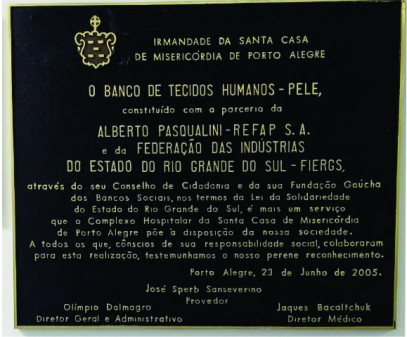 IRMANDADE DA SANTA CASA
DE MISERICÓRDIA DE PORTO ALEGRE
O BANCO DE TECIDOS HUMANOS - PELE,
constituído com a parceria da
ALBERTO PASQUALINI - REFAP S.A.
e da FEDERAÇÃO DAS INDÚSTRIAS
DO ESTADO DO RIO GRANDE DO SUL - FIERGS,
através do seu Conselho de Cidadania e da sua Fundação Gaúcha
dos Bancos Sociais, nos termos da Lei da Solidariedade
do Estado do Rio Grande do Sul, é mais um serviço
que o Complexo Hospitalar da Santa Casa de Misericórdia
de Porto Alegre põe à disposição da nossa sociedade.
A todos os que, cônscios de sua responsabilidade social, colaboraram
para esta realização, testemunhamos o nosso perene reconhecimento.
Porto Alegre, 23 de Junho de 2005.
José Sperb Sanseverino
Provedor
Olímpio Dalmagro Jaques Bacaltchuk
Diretor Geral e Administrativo Diretor Médico